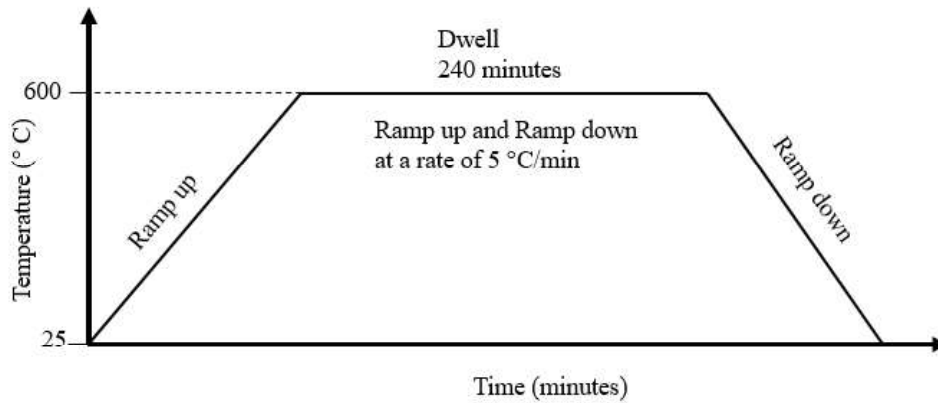 Dwell
240 minutes
600
Ramp up and Ramp down
at a rate of 5 °C/min
Ramp up
Ramp down
Temperature (° C)
25
Time (minutes)